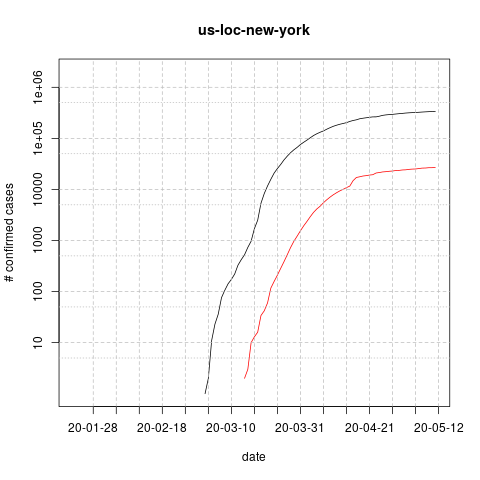 us-loc-new-york
1e+06
1e+05
10000
1000
100
10
# confirmed cases
20-01-28 20-02-18 20-03-10 20-03-31 20-04-21 20-05-12
date